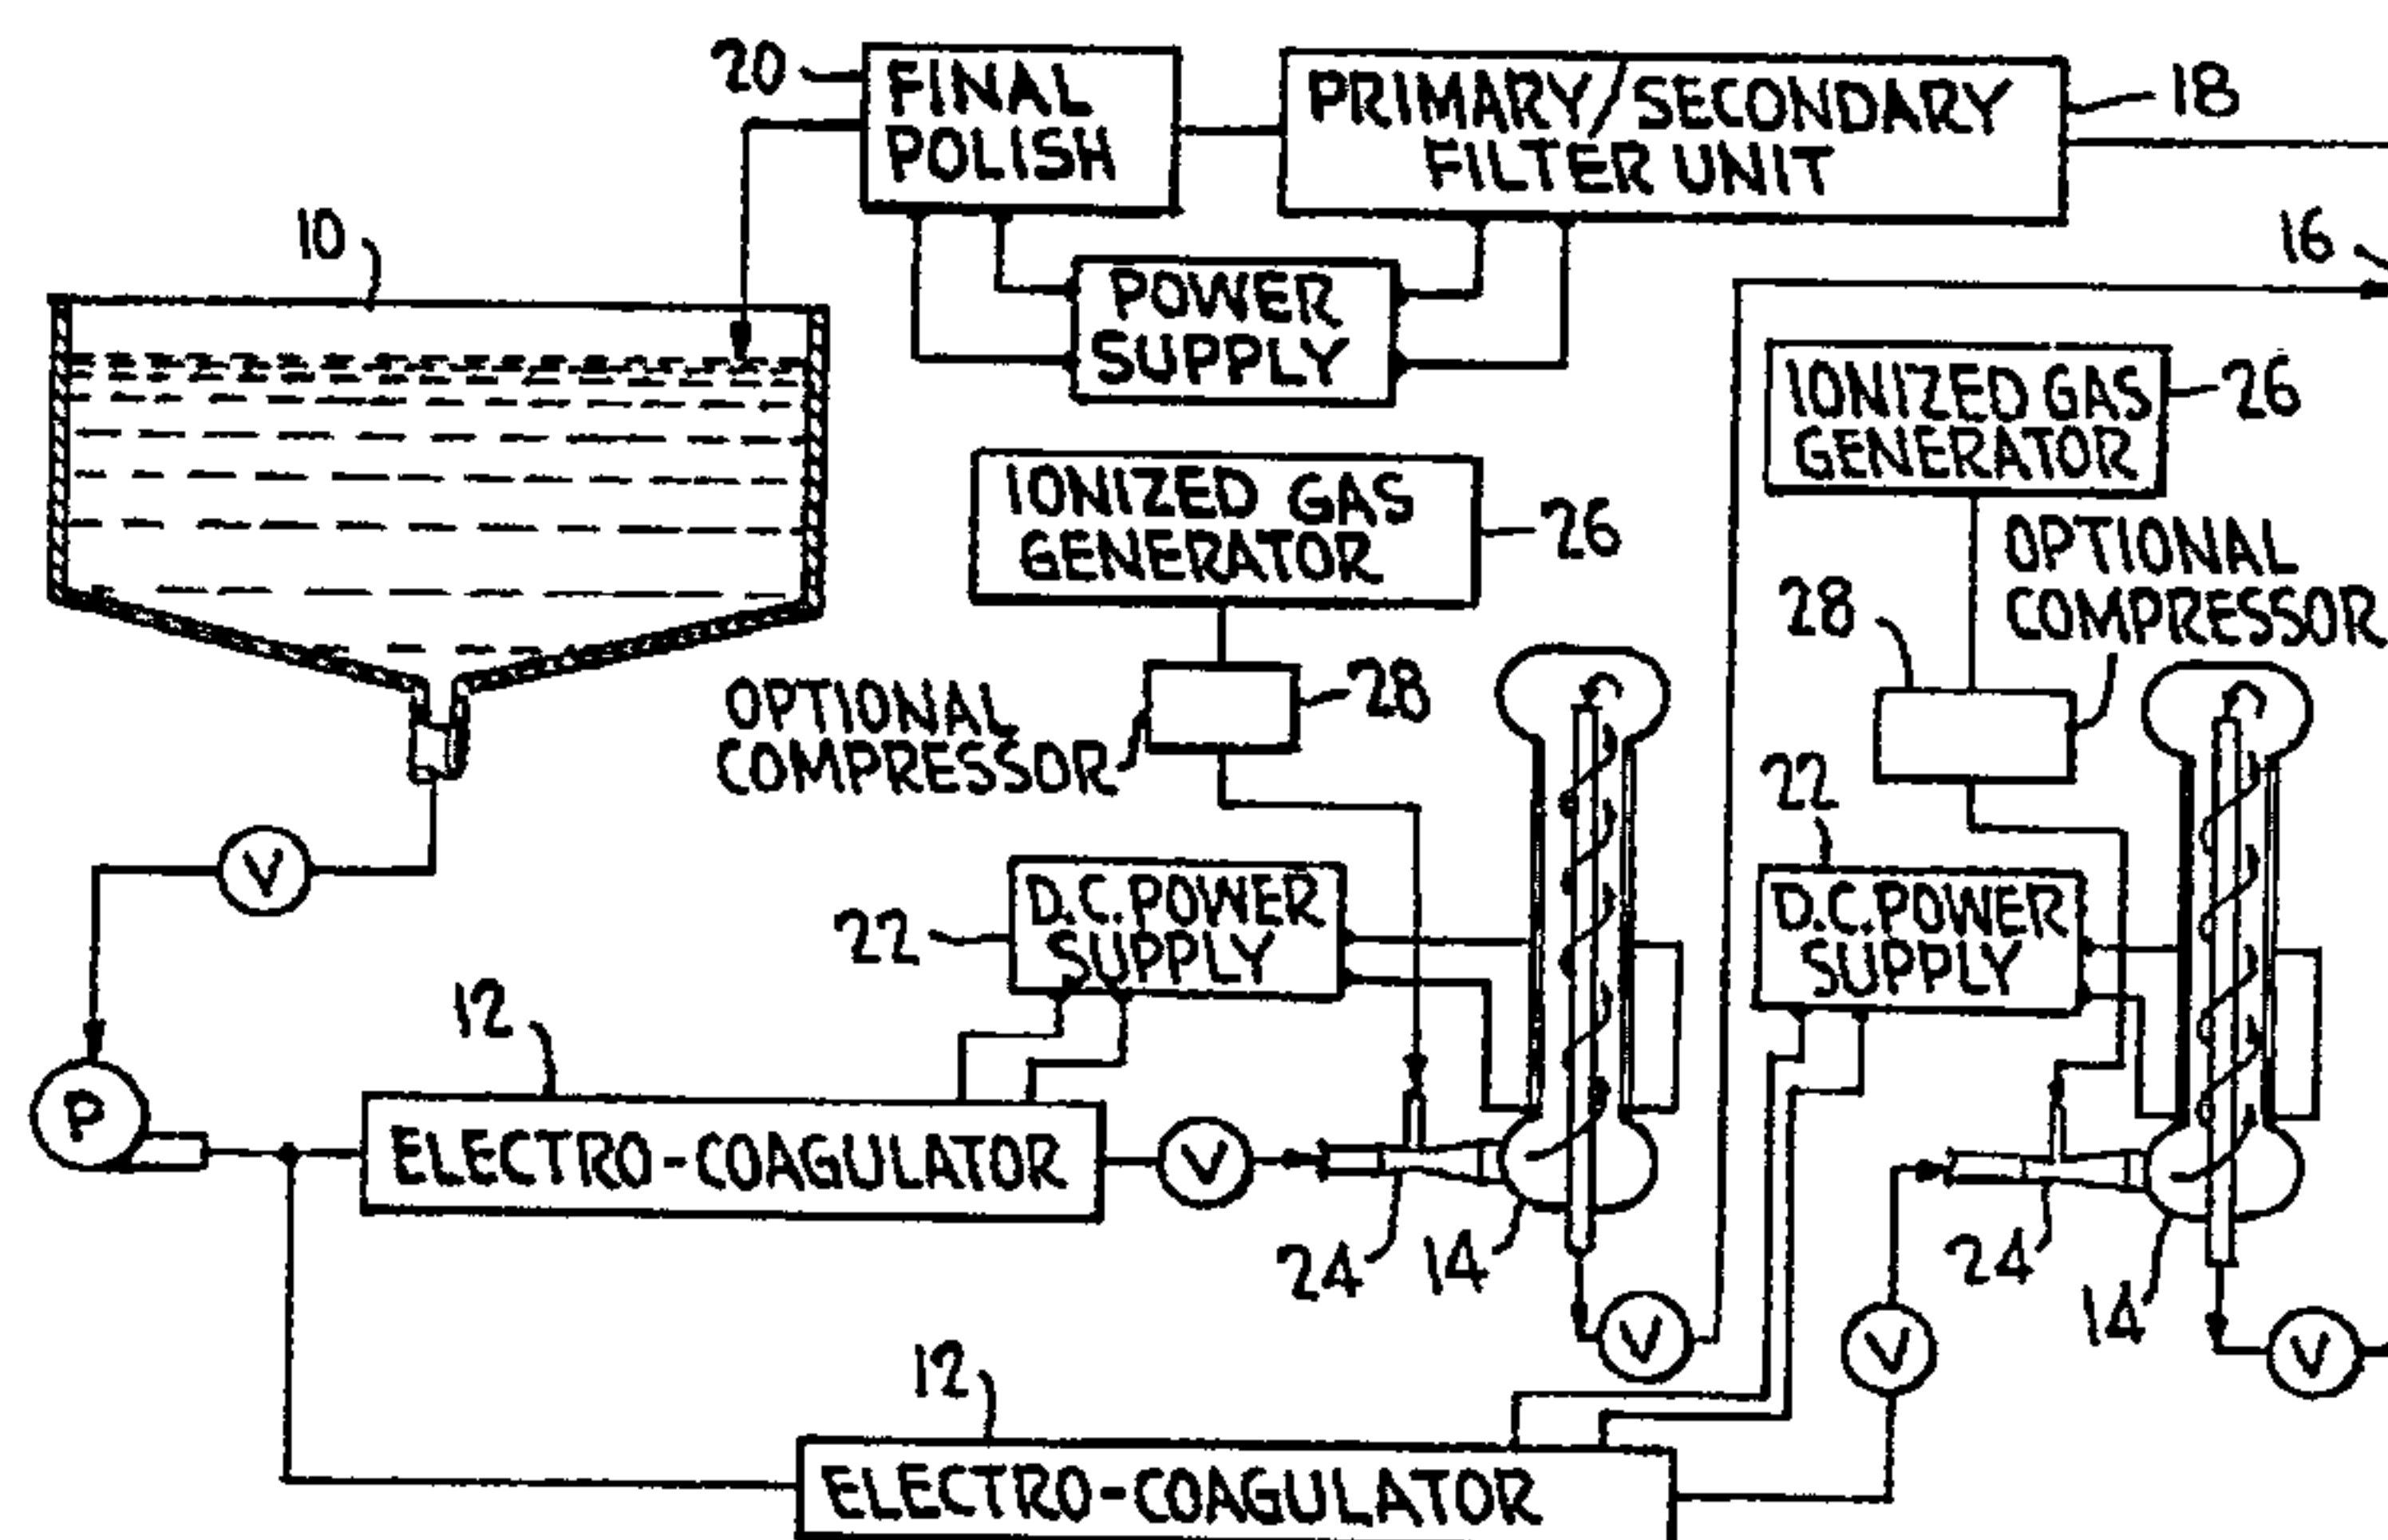 20
FINAL
POLISH
PRIMARY/SECONDARY
FILTER UNIT
18
10
16
POWER
SUPPLY
IONIZED GAS
GENERATOR
26
IONIZED GAS
GENERATOR
26
OPTIONAL
COMPRESSOR
28
28
OPTIONAL
COMPRESSOR
22
V
D.C. POWER
SUPPLY
22
D.C. POWER
SUPPLY
12
P
ELECTRO-COAGULATOR
V
24
14
24
14
V
V
V
12
ELECTRO-COAGULATOR